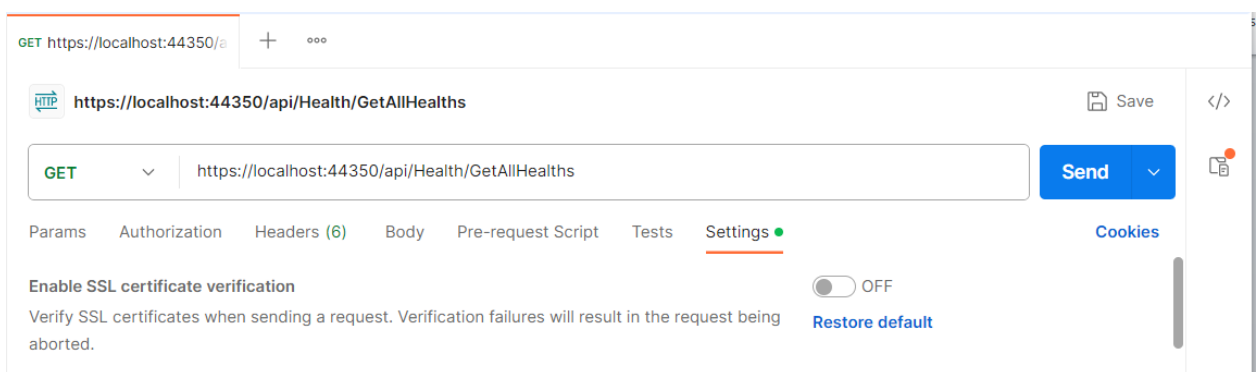 GET https://localhost:44350/a
HTTP https://localhost:44350/api/Health/GetAllHealths Save </>
GET https://localhost:44350/api/Health/GetAllHealths Send
Params Authorization Headers (6) Body Pre-request Script Tests Settings Cookies
Enable SSL certificate verification OFF
Verify SSL certificates when sending a request. Verification failures will result in the request being Restore default
aborted.